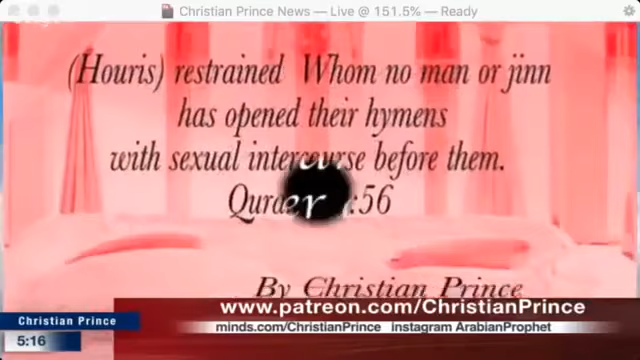 Christian Prince News — Live @ 151.5% — Ready
(Houris) restrained Whom no man or jinn
has opened their hymens
with sexual intercourse before them.
:56
By Christian Prince
www.patreon.com/ChristianPrince
minds.com/ChristianPrince instagram ArabianProphet
Christian Prince
5:16